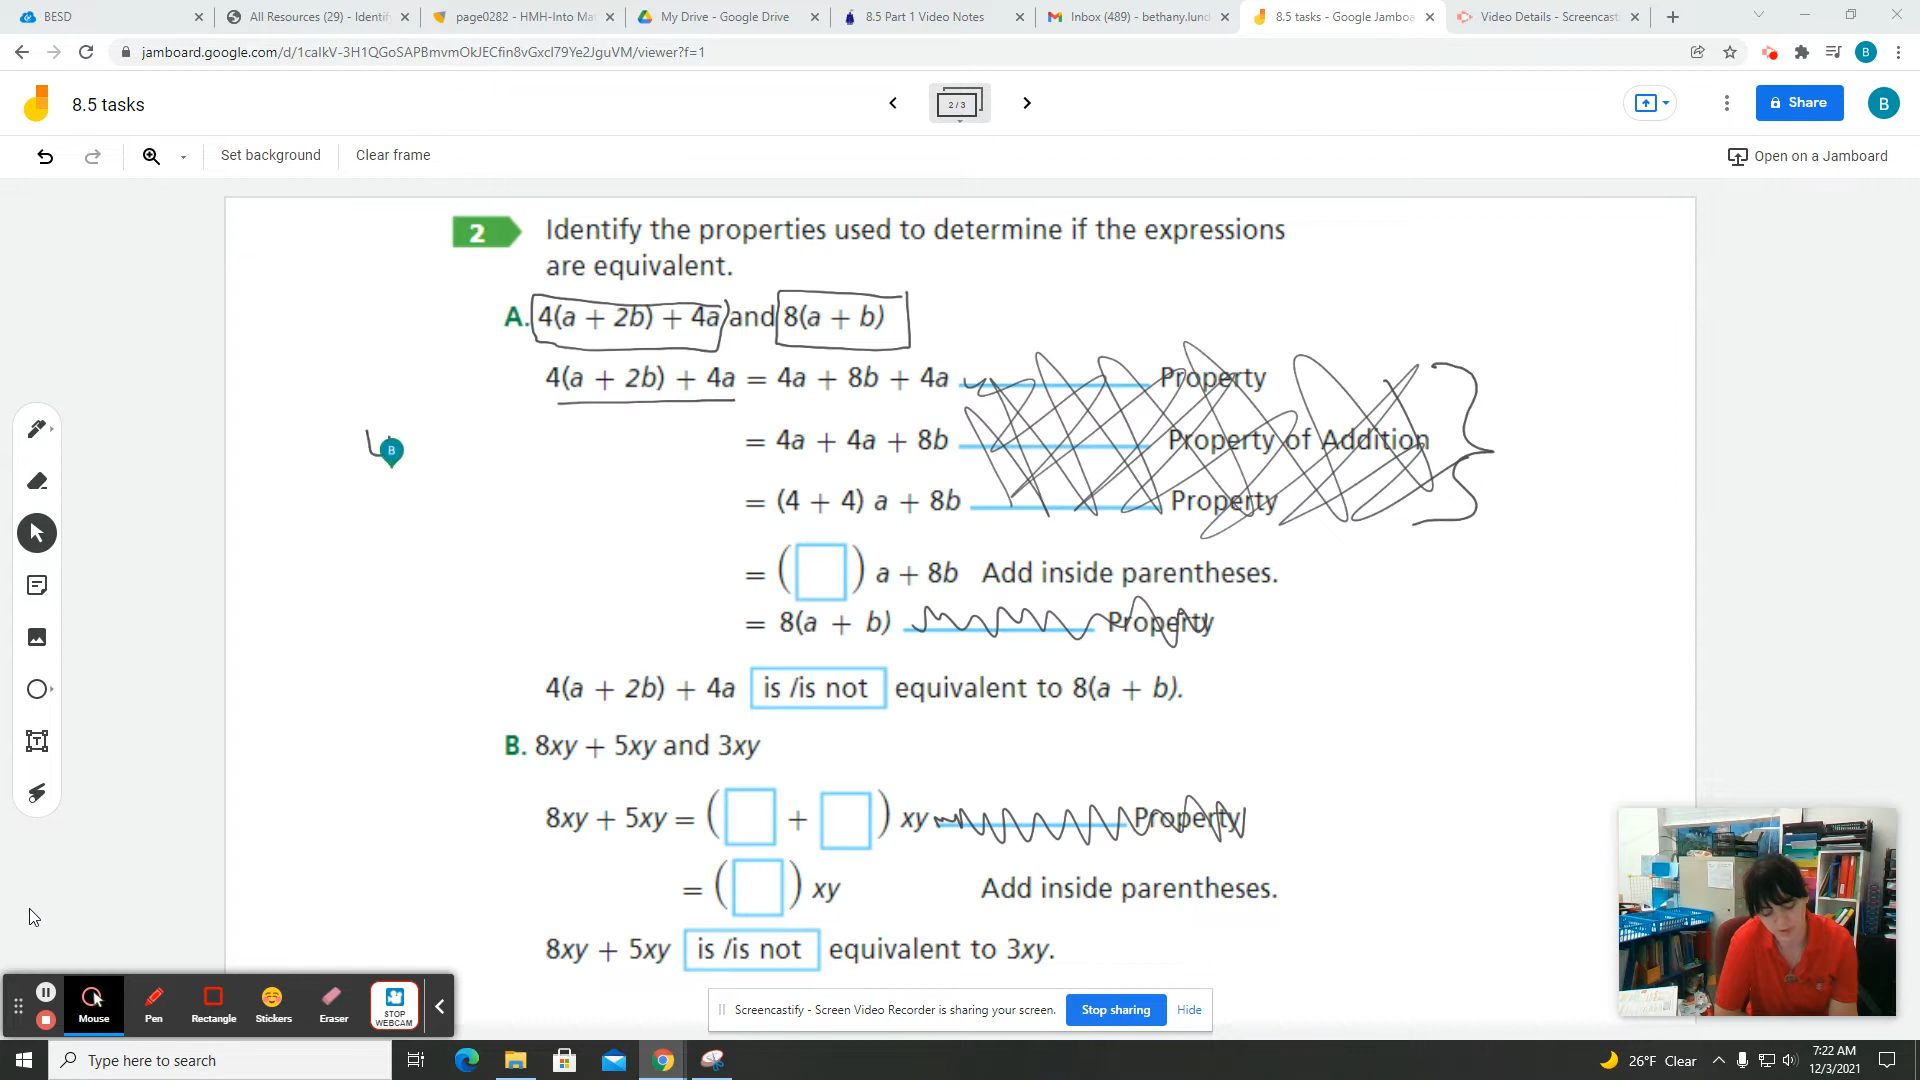 BESD
All Resources (29) - Identif
page0282 - HMH-Into Ma
My Drive - Google Drive
8.5 Part 1 Video Notes
Inbox (489) - bethany.lund
8.5 tasks - Google Jamboa
Video Details - Screencast
jamboard.google.com/d/1caIkV-3H1QGoSAPBmvmOkJECfin8vGxcl79Ye2JguVM/viewer?f=1
B
8.5 tasks
2 / 3
Share
B
Set background
Clear frame
Open on a Jamboard
2 Identify the properties used to determine if the expressions
are equivalent.
A. 4(a + 2b) + 4a and 8(a + b)
4(a + 2b) + 4a = 4a + 8b + 4a Property
= 4a + 4a + 8b Property of Addition
B
= (4 + 4) a + 8b Property
= ( ) a + 8b Add inside parentheses.
= 8(a + b) Property
4(a + 2b) + 4a is /is not equivalent to 8(a + b).
B. 8xy + 5xy and 3xy
8xy + 5xy = ( + ) xy Property
= ( ) xy Add inside parentheses.
8xy + 5xy is /is not equivalent to 3xy.
Mouse
Pen
Rectangle
Stickers
Eraser
STOP
WEBCAM
Screencastify - Screen Video Recorder is sharing your screen.
Stop sharing
Hide
Type here to search
26°F Clear
7:22 AM
12/3/2021